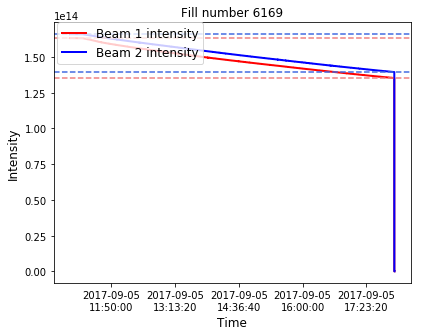 Fill number 6169
1e14
Beam 1 intensity
Beam 2 intensity
1.50
1.25
1.00
0.75
0.50
0.25
0.00
Intensity
2017-09-05
11:50:00
2017-09-05
13:13:20
2017-09-05
14:36:40
2017-09-05
16:00:00
2017-09-05
17:23:20
Time